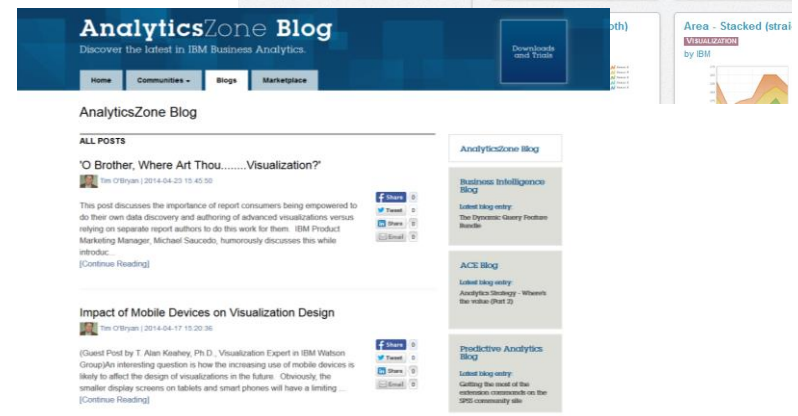 AnalyticsZone Blog
Discover the latest in IBM Business Analytics.
Downloads
and Trials
Home
Communities
Blogs
Marketplace
oth)
Area - Stacked (strai
VISUALIZATION
by IBM
AnalyticsZone Blog
ALL POSTS
'O Brother, Where Art Thou........Visualization?'
Tim O'Bryan | 2014-04-23 15:45:50
This post discusses the importance of report consumers being empowered to
do their own data discovery and authoring of advanced visualizations versus
relying on separate report authors to do this work for them. IBM Product
Marketing Manager, Michael Saucedo, humorously discusses this while
introduc...
[Continue Reading]
Share 0
Tweet 0
Share 0
Email 0
Impact of Mobile Devices on Visualization Design
Tim O'Bryan | 2014-04-17 15:20:36
(Guest Post by T. Alan Keahey, Ph.D., Visualization Expert in IBM Watson
Group)An interesting question is how the increasing use of mobile devices is
likely to affect the design of visualizations in the future. Obviously, the
smaller display screens on tablets and smart phones will have a limiting ...
[Continue Reading]
Share 0
Tweet 0
Share 0
Email 0
AnalyticsZone Blog
Business Intelligence
Blog
Latest blog entry:
The Dynamic Query Feature
Bundle
ACE Blog
Latest blog entry:
Analytics Strategy - Where's
the value (Part 2)
Predictive Analytics
Blog
Latest blog entry:
Getting the most of the
extension commands on the
SPSS community site